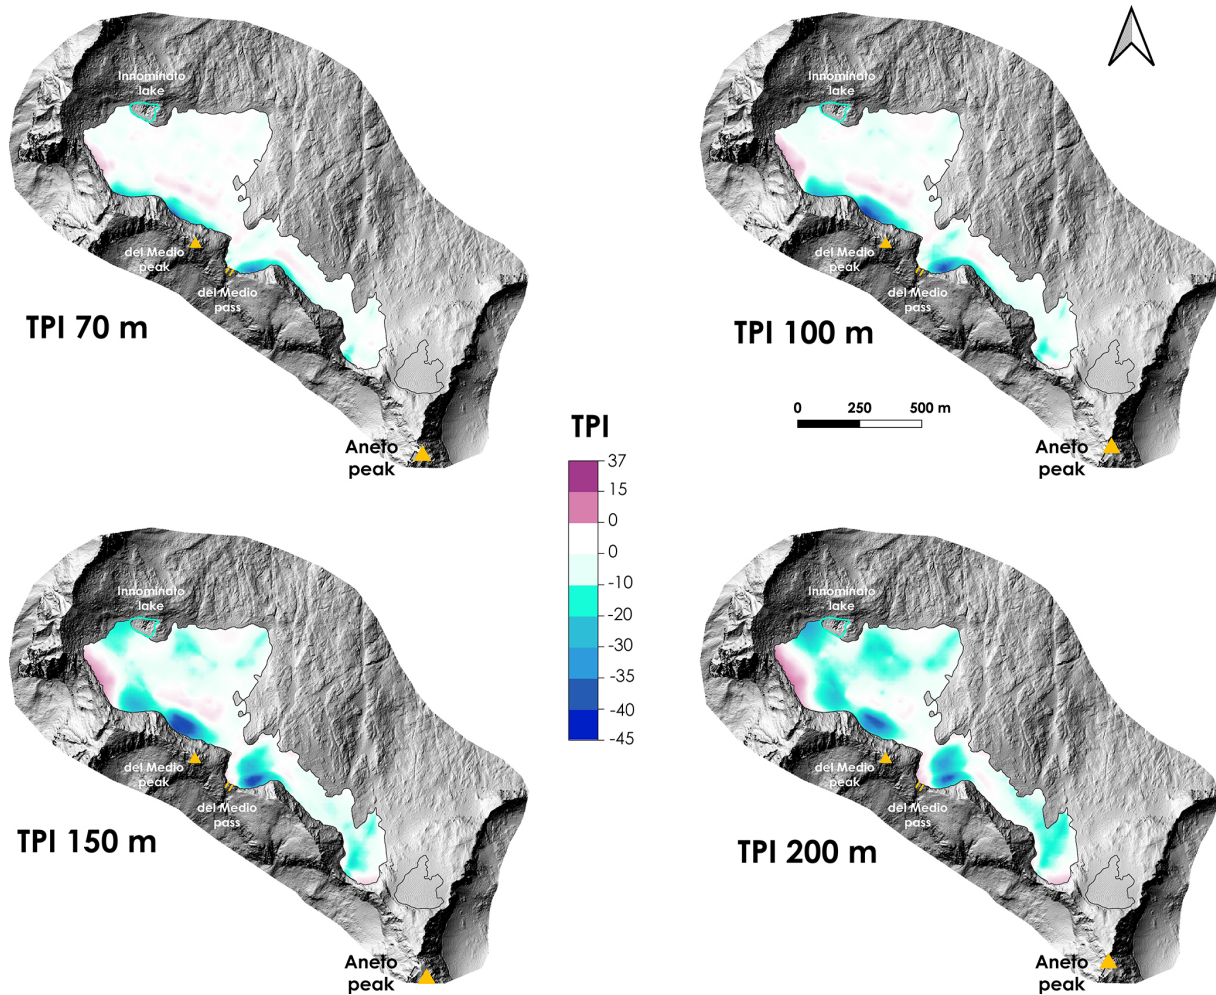 Innominato
lake
del Medio
peak
del Medio
pass
TPI 70 m
Aneto
peak
Innominato
lake
del Medio
peak
del Medio
pass
TPI 100 m
0 250 500 m
Aneto
peak
TPI
37
15
0
0
-10
-20
-30
-35
-40
-45
Innominato
lake
del Medio
peak
del Medio
pass
TPI 150 m
Aneto
peak
Innominato
lake
del Medio
peak
del Medio
pass
TPI 200 m
Aneto
peak